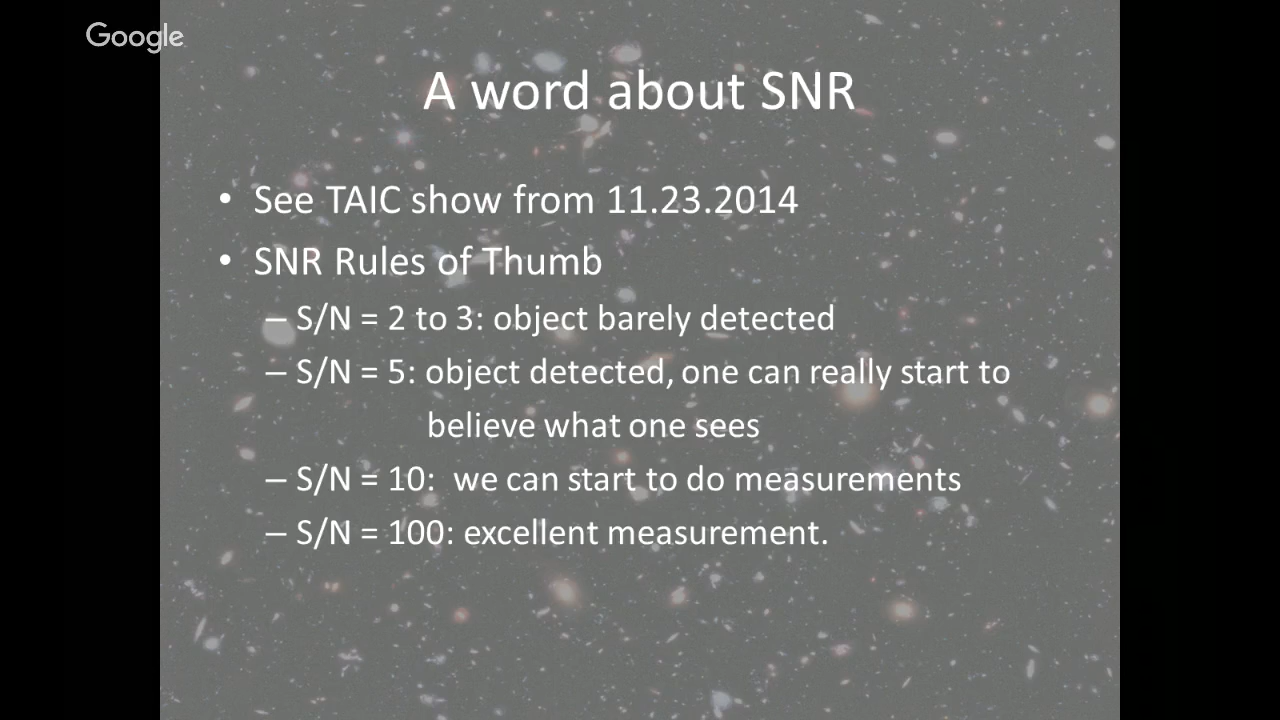 Google
A word about SNR
• See TAIC show from 11.23.2014
• SNR Rules of Thumb
– S/N = 2 to 3: object barely detected
– S/N = 5: object detected, one can really start to
believe what one sees
– S/N = 10:  we can start to do measurements
– S/N = 100: excellent measurement.